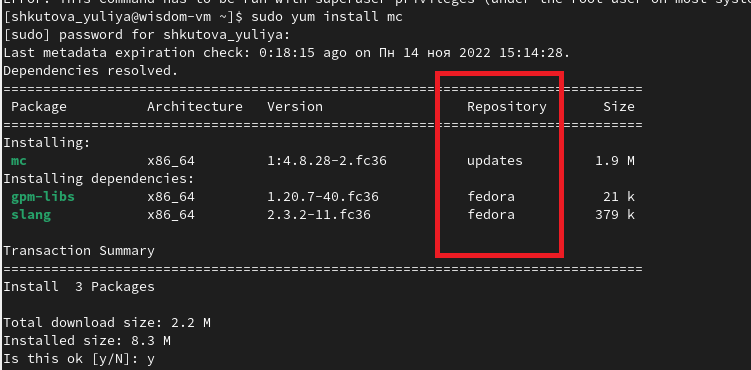 Error: This command has to be run with superuser privileges (under the root user on most syste
[shkutova_yuliya@wisdom-vm ~]$ sudo yum install mc
[sudo] password for shkutova_yuliya:
Last metadata expiration check: 0:18:15 ago on Пн 14 ноя 2022 15:14:28.
Dependencies resolved.
================================================================================
Package Architecture Version Repository Size
================================================================================
Installing:
mc x86_64 1:4.8.28-2.fc36 updates 1.9 M
Installing dependencies:
gpm-libs x86_64 1.20.7-40.fc36 fedora 21 k
slang x86_64 2.3.2-11.fc36 fedora 379 k
Transaction Summary
================================================================================
Install 3 Packages
Total download size: 2.2 M
Installed size: 8.3 M
Is this ok [y/N]: y